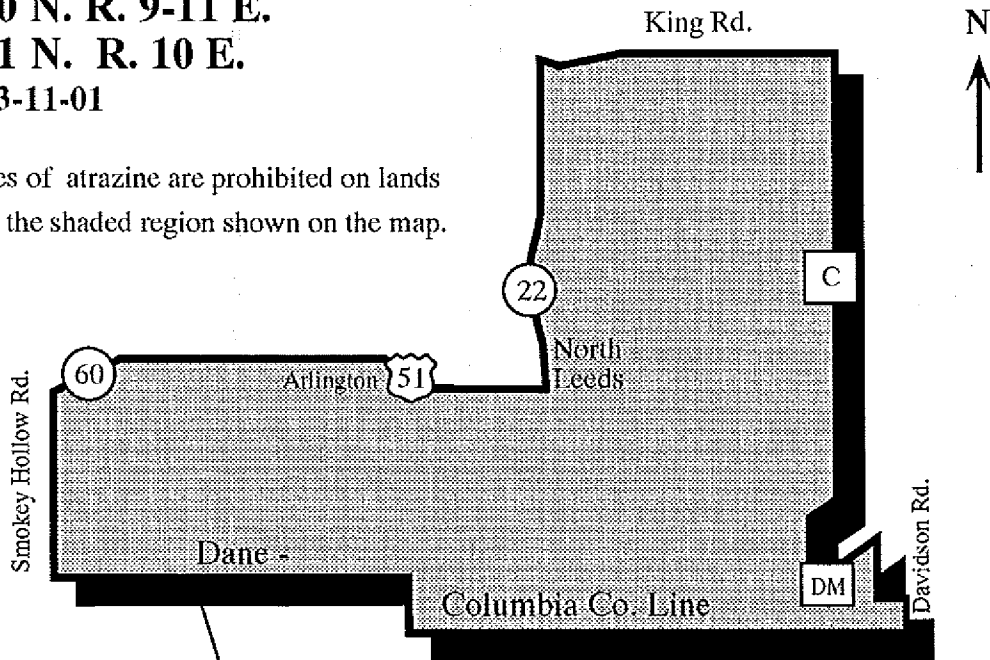 0 N. R. 9-11 E.
1 N. R. 10 E.
3-11-01
es of atrazine are prohibited on lands
the shaded region shown on the map.
King Rd.
N
C
22
North
Leeds
60
Arlington
51
Smokey Hollow Rd.
Davidson Rd.
Dane -
DM
Columbia Co. Line